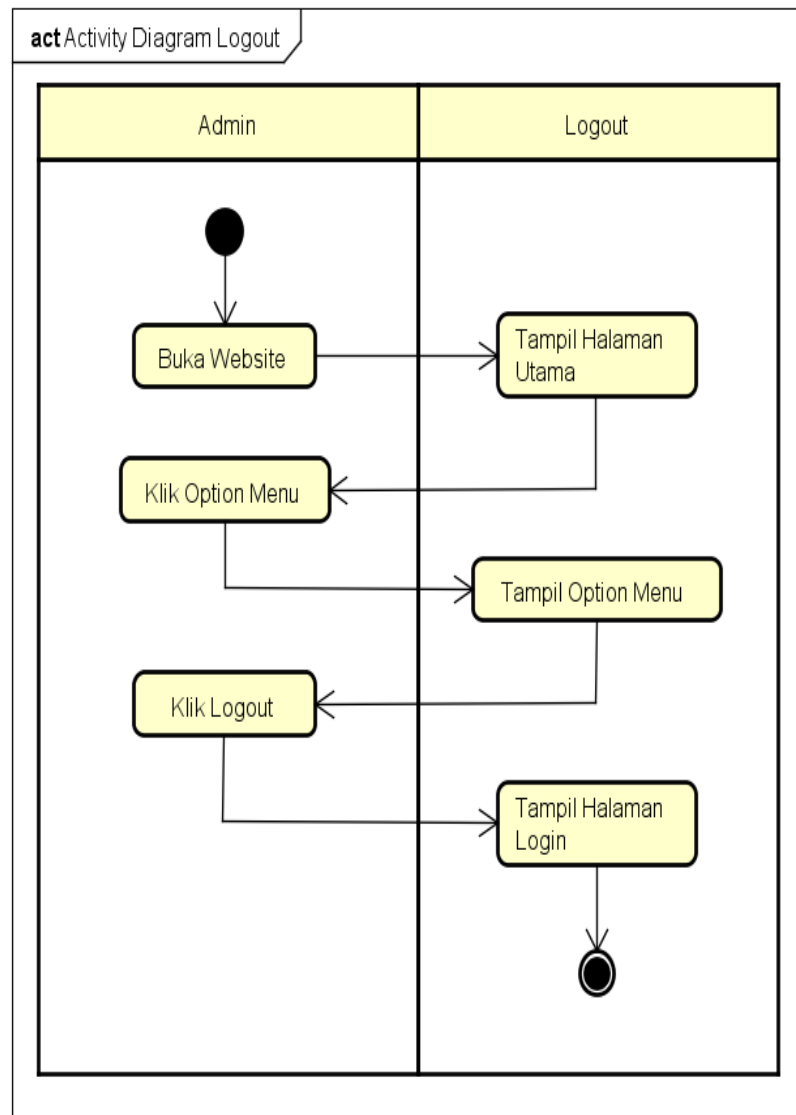 act Activity Diagram Logout
Admin
Logout
Buka Website
Tampil Halaman
Utama
Klik Option Menu
Tampil Option Menu
Klik Logout
Tampil Halaman
Login